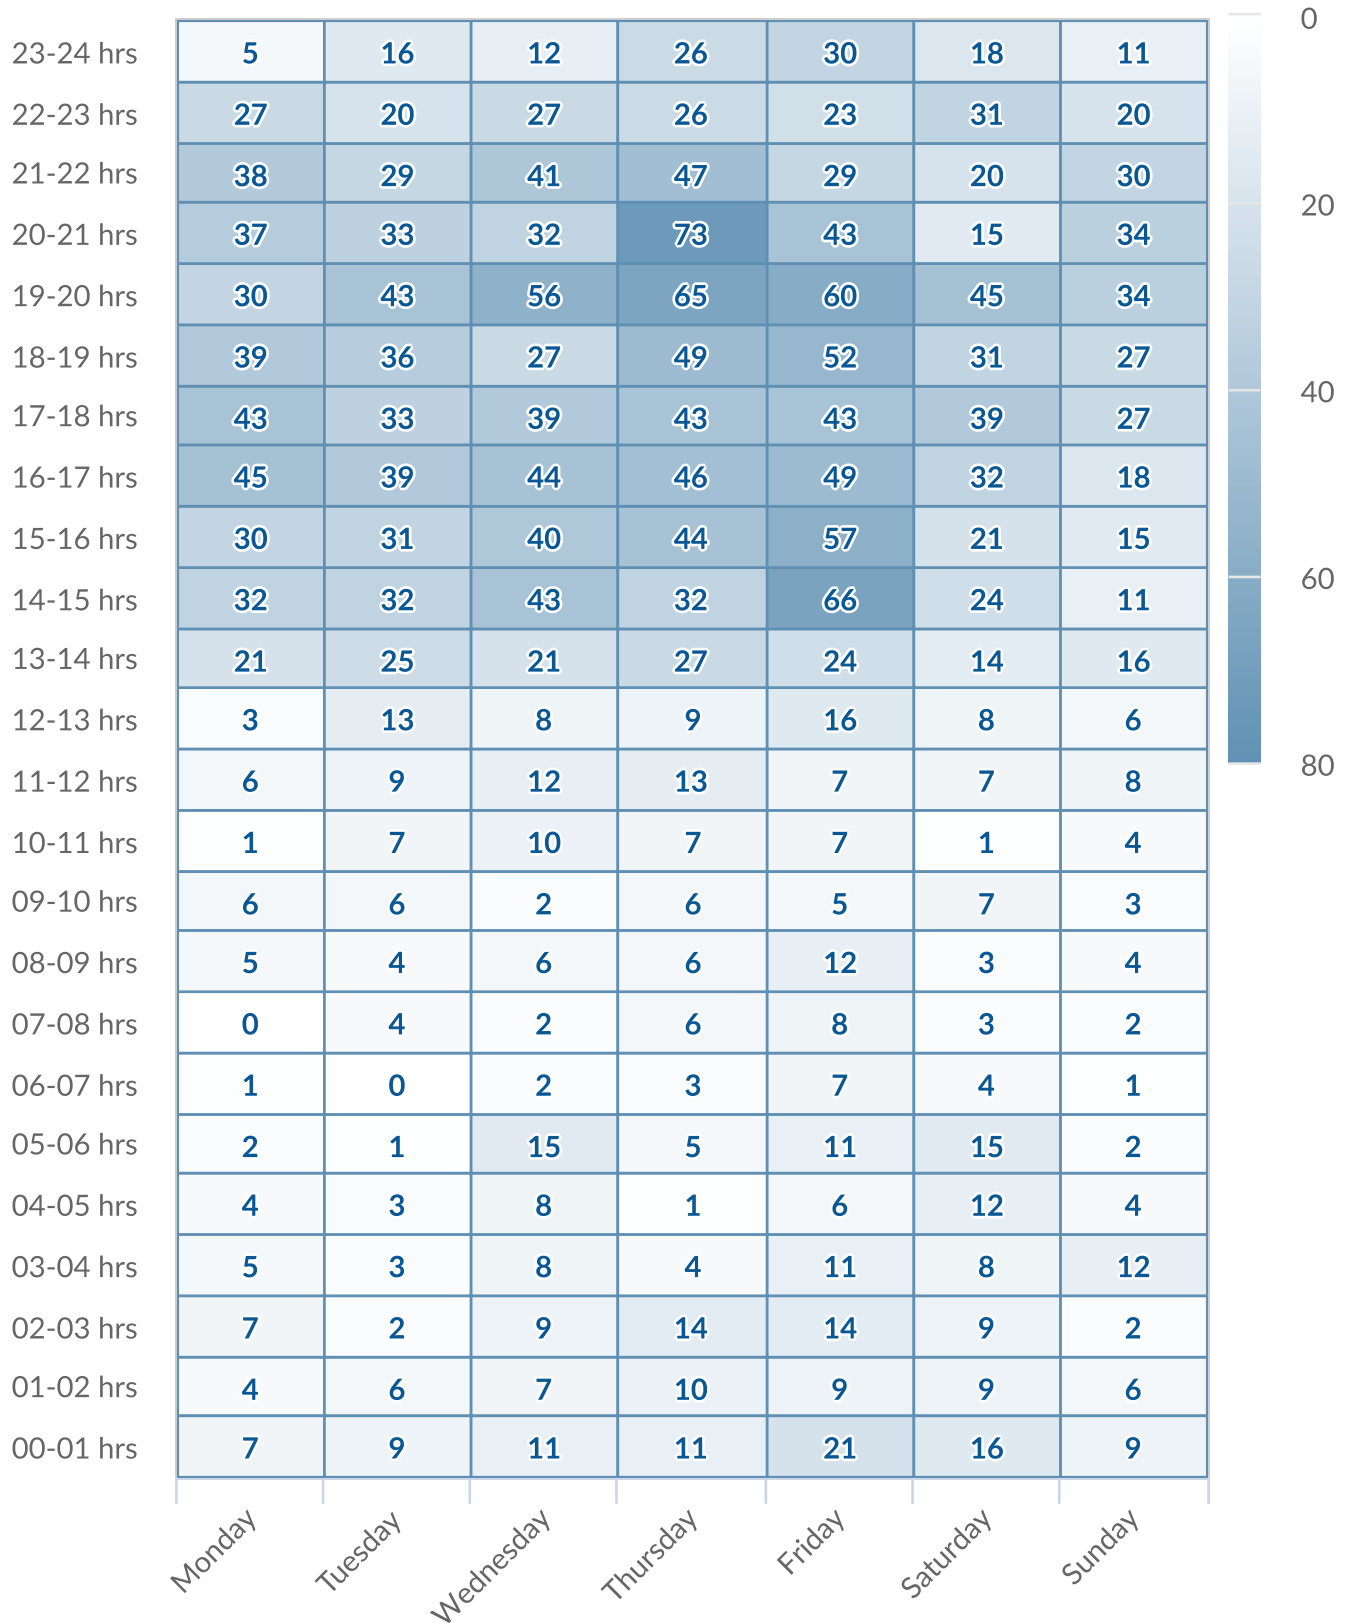 0
23-24 hrs 5 16 12 26 30 18 11
22-23 hrs 27 20 27 26 23 31 20
21-22 hrs 38 29 41 47 29 20 30
20
20-21 hrs 37 33 32 73 43 15 34
19-20 hrs 30 43 56 65 60 45 34
18-19 hrs 39 36 27 49 52 31 27
40
17-18 hrs 43 33 39 43 43 39 27
16-17 hrs 45 39 44 46 49 32 18
15-16 hrs 30 31 40 44 57 21 15
60
14-15 hrs 32 32 43 32 66 24 11
13-14 hrs 21 25 21 27 24 14 16
12-13 hrs 3 13 8 9 16 8 6
80
11-12 hrs 6 9 12 13 7 7 8
10-11 hrs 1 7 10 7 7 1 4
09-10 hrs 6 6 2 6 5 7 3
08-09 hrs 5 4 6 6 12 3 4
07-08 hrs 0 4 2 6 8 3 2
06-07 hrs 1 0 2 3 7 4 1
05-06 hrs 2 1 15 5 11 15 2
04-05 hrs 4 3 8 1 6 12 4
03-04 hrs 5 3 8 4 11 8 12
02-03 hrs 7 2 9 14 14 9 2
01-02 hrs 4 6 7 10 9 9 6
00-01 hrs 7 9 11 11 21 16 9
Monday Tuesday Wednesday Thursday Friday Saturday Sunday